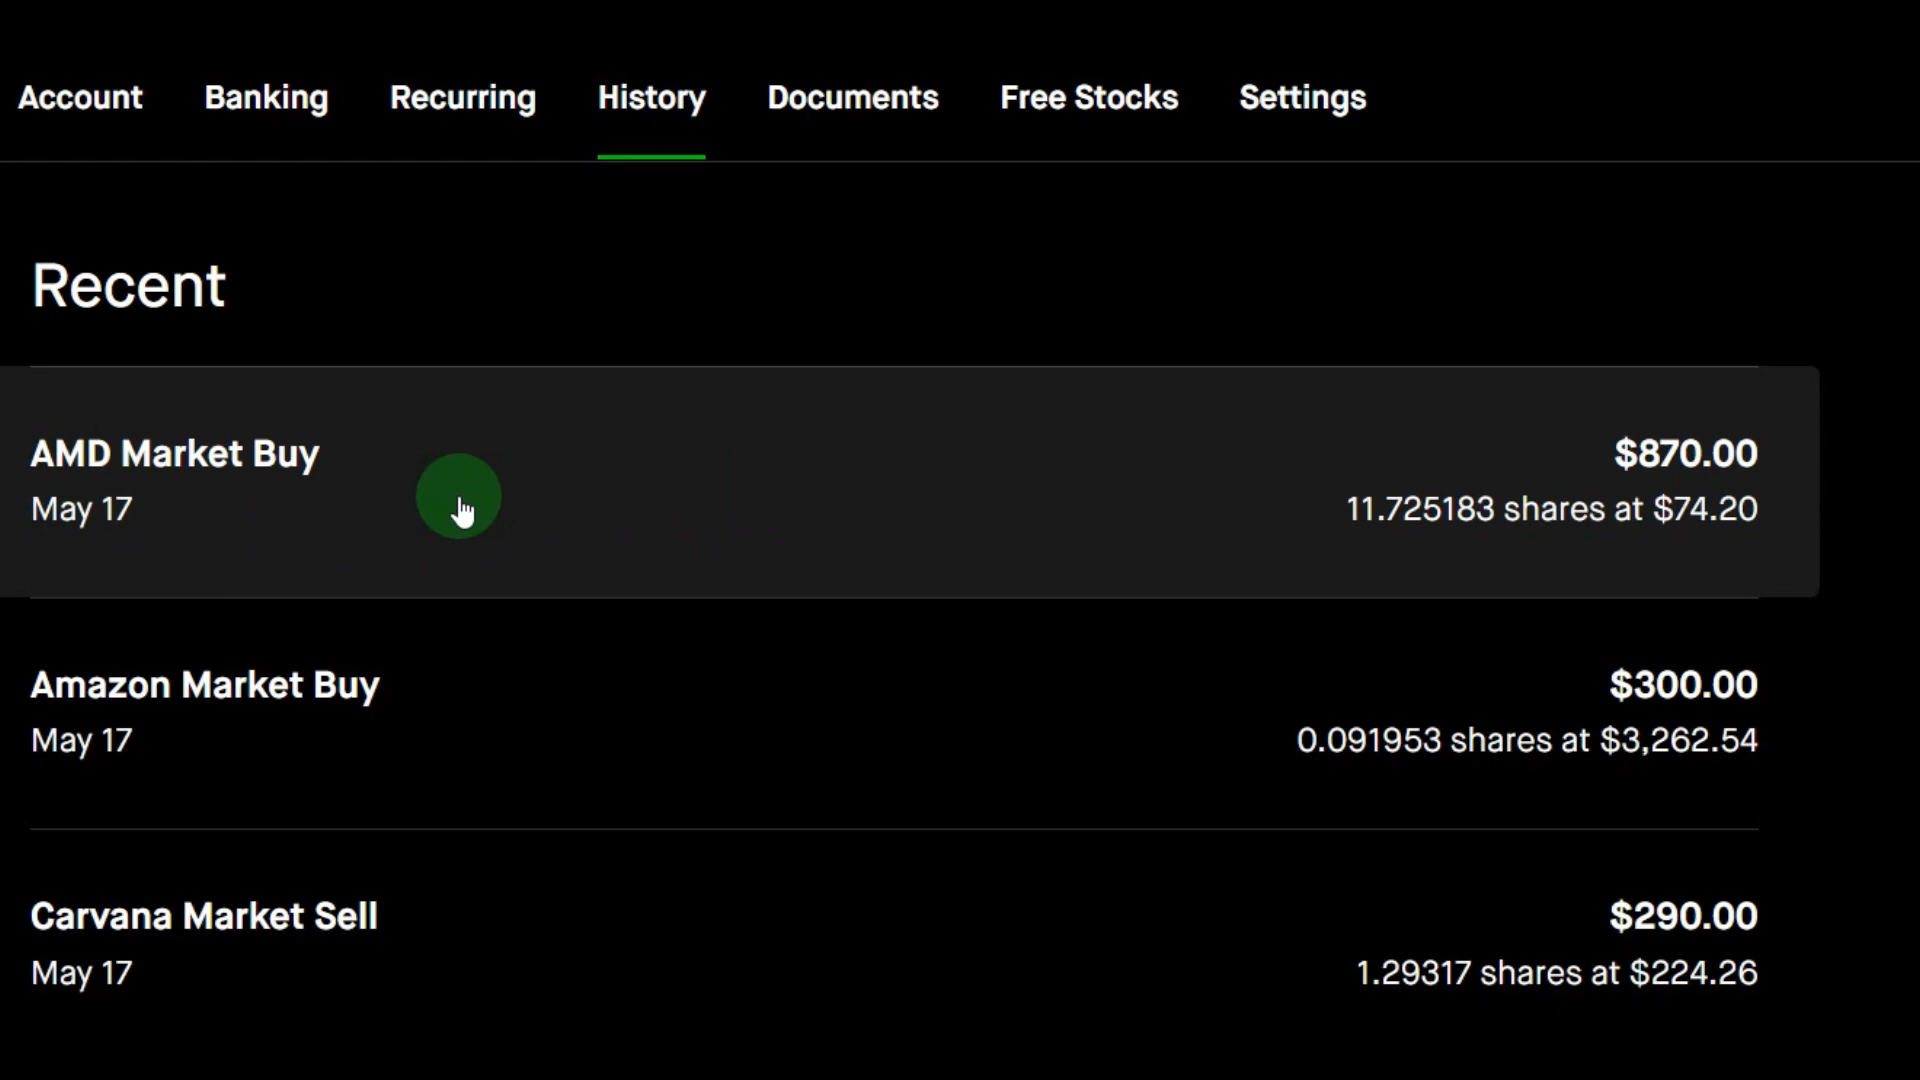 Account Banking Recurring History Documents Free Stocks Settings
Recent
AMD Market Buy $870.00
May 17 11.725183 shares at $74.20
Amazon Market Buy $300.00
May 17 0.091953 shares at $3,262.54
Carvana Market Sell $290.00
May 17 1.29317 shares at $224.26